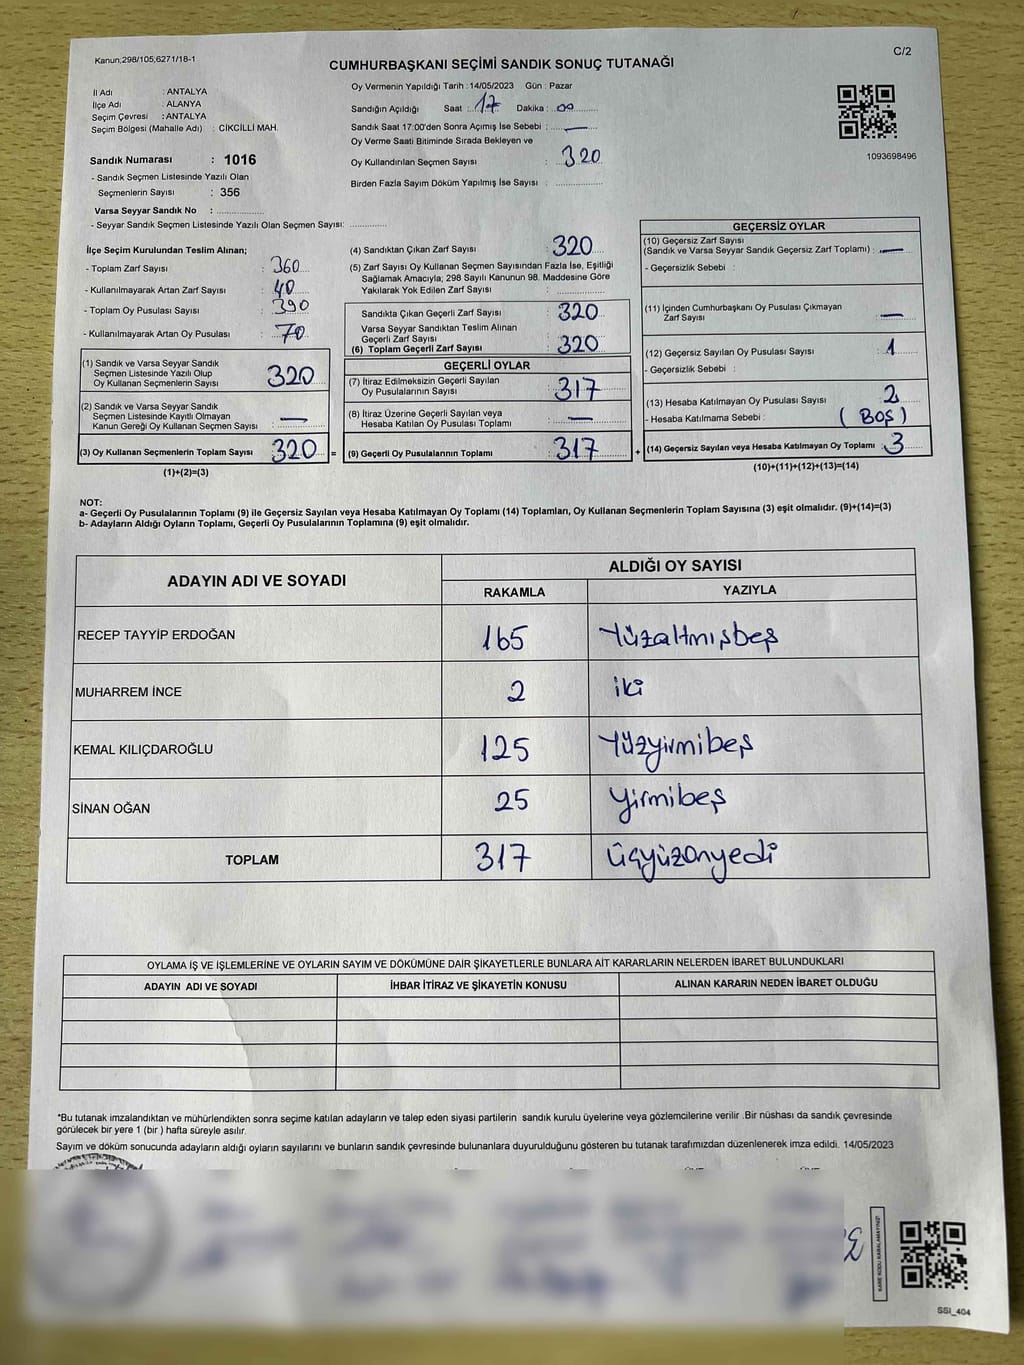 Kanun,298/105,6271/18-1
C/2
CUMHURBAŞKANI SEÇİMİ SANDIK SONUÇ TUTANAĞI
İl Adı : ANTALYA
İlçe Adı : ALANYA
Seçim Çevresi : ANTALYA
Seçim Bölgesi (Mahalle Adı) : CİKCİLLİ MAH.
Sandık Numarası : 1016
- Sandık Seçmen Listesinde Yazılı Olan
Seçmenlerin Sayısı : 356
Varsa Seyyar Sandık No :
- Seyyar Sandık Seçmen Listesinde Yazılı Olan Seçmen Sayısı:
Oy Vermenin Yapıldığı Tarih :14/05/2023 Gün : Pazar
Sandığın Açıldığı Saat : 17 Dakika : 00
Sandık Saat 17:00'den Sonra Açımış İse Sebebi : —
Oy Verme Saati Bitiminde Sırada Bekleyen ve
Oy Kullandırılan Seçmen Sayısı : 320
Birden Fazla Sayım Döküm Yapılmış İse Sayısı :
1093698496
İlçe Seçim Kurulundan Teslim Alınan;
- Toplam Zarf Sayısı : 360
- Kullanılmayarak Artan Zarf Sayısı : 40
- Toplam Oy Pusulası Sayısı : 390
- Kullanılmayarak Artan Oy Pusulası : 70
(1) Sandık ve Varsa Seyyar Sandık
Seçmen Listesinde Yazılı Olup
Oy Kullanan Seçmenlerin Sayısı : 320
(2) Sandık ve Varsa Seyyar Sandık
Seçmen Listesinde Kayıtlı Olmayan
Kanun Gereği Oy Kullanan Seçmen Sayısı : —
(3) Oy Kullanan Seçmenlerin Toplam Sayısı : 320 =
(1)+(2)=(3)
(4) Sandıktan Çıkan Zarf Sayısı : 320
(5) Zarf Sayısı Oy Kullanan Seçmen Sayısından Fazla İse, Eşitliği
Sağlamak Amacıyla; 298 Sayılı Kanunun 98. Maddesine Göre
Yakılarak Yok Edilen Zarf Sayısı :
Sandıkta Çıkan Geçerli Zarf Sayısı : 320
Varsa Seyyar Sandıktan Teslim Alınan
Geçerli Zarf Sayısı :
(6) Toplam Geçerli Zarf Sayısı : 320
GEÇERLİ OYLAR
(7) İtiraz Edilmeksizin Geçerli Sayılan
Oy Pusulalarının Sayısı : 317
(8) İtiraz Üzerine Geçerli Sayılan veya
Hesaba Katılan Oy Pusulaları Toplamı : —
(9) Geçerli Oy Pusulalarının Toplamı : 317 +
GEÇERSİZ OYLAR
(10) Geçersiz Zarf Sayısı
(Sandık ve Varsa Seyyar Sandık Geçersiz Zarf Toplamı) : —
- Geçersizlik Sebebi :
(11) İçinden Cumhurbaşkanı Oy Pusulası Çıkmayan
Zarf Sayısı : —
(12) Geçersiz Sayılan Oy Pusulası Sayısı : 1
- Geçersizlik Sebebi :
(13) Hesaba Katılmayan Oy Pusulası Sayısı : 2
- Hesaba Katılmama Sebebi : (BOŞ)
(14) Geçersiz Sayılan veya Hesaba Katılmayan Oy Toplamı : 3
(10)+(11)+(12)+(13)=(14)
NOT:
a- Geçerli Oy Pusulalarının Toplamı (9) ile Geçersiz Sayılan veya Hesaba Katılmayan Oy Toplamı (14) Toplamları, Oy Kullanan Seçmenlerin Toplam Sayısına (3) eşit olmalıdır. (9)+(14)=(3)
b- Adayların Aldığı Oyların Toplamı, Geçerli Oy Pusulalarının Toplamına (9) eşit olmalıdır.
ADAYIN ADI VE SOYADI
ALDIĞI OY SAYISI
RAKAMLA YAZIYLA
RECEP TAYYİP ERDOĞAN 165 Yüzaltmışbeş
MUHARREM İNCE 2 iki
KEMAL KILIÇDAROĞLU 125 Yüzyirmibeş
SİNAN OĞAN 25 Yirmibeş
TOPLAM 317 Üçyüzonyedi
OYLAMA İŞ VE İŞLEMLERİNE VE OYLARIN SAYIM VE DÖKÜMÜNE DAİR ŞİKAYETLERLE BUNLARA AİT KARARLARIN NELERDEN İBARET BULUNDUKLARI
ADAYIN ADI VE SOYADI İHBAR İTİRAZ VE ŞİKAYETİN KONUSU ALINAN KARARIN NEDEN İBARET OLDUĞU
*Bu tutanak imzalandıktan ve mühürlendikten sonra seçime katılan adayların ve talep eden siyasi partilerin sandık kurulu üyelerine veya gözlemcilerine verilir .Bir nüshası da sandık çevresinde
görülecek bir yere 1 (bir ) hafta süreyle asılır.
Sayım ve döküm sonucunda adayların aldığı oyların sayılarını ve bunların sandık çevresinde bulunanlara duyurulduğunu gösteren bu tutanak tarafımızdan düzenlenerek imza edildi. 14/05/2023
KARE KODU KARALAMAYINIZ!
SSI_404